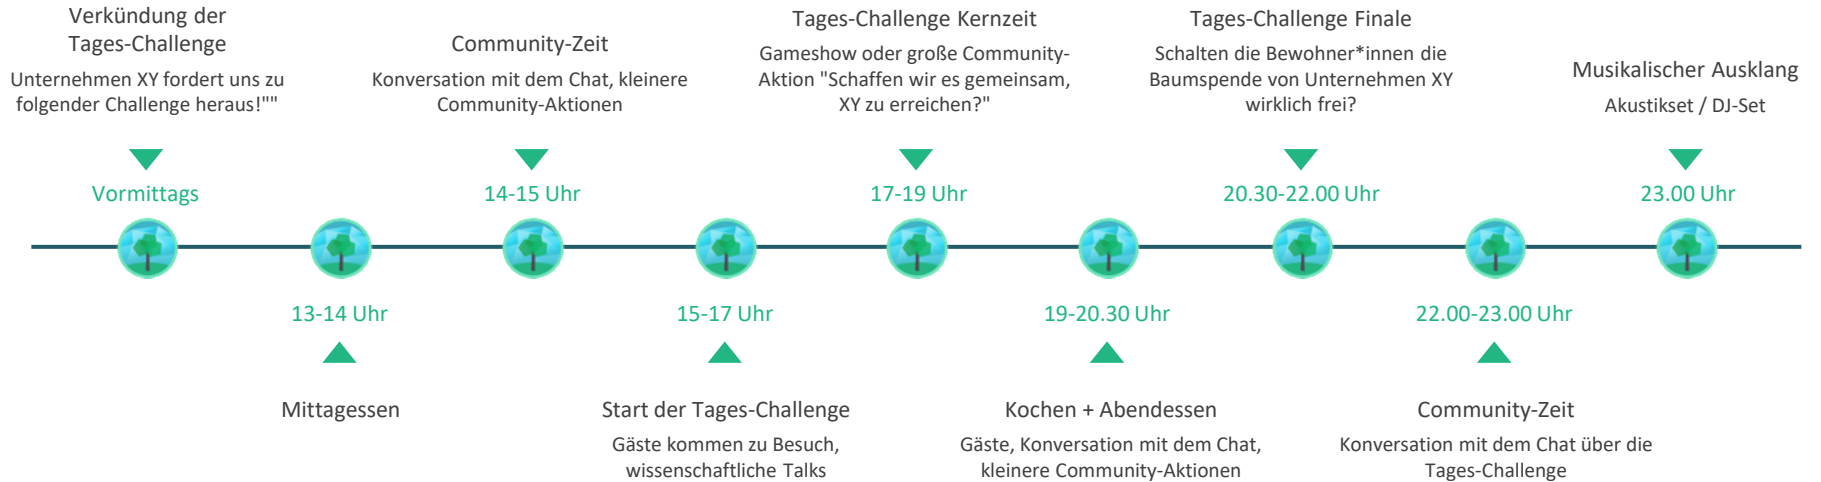 Verkündung der
Tages-Challenge
Unternehmen XY fordert uns zu
folgender Challenge heraus!""
Vormittags
13-14 Uhr
Mittagessen
Community-Zeit
Konversation mit dem Chat, kleinere
Community-Aktionen
14-15 Uhr
15-17 Uhr
Start der Tages-Challenge
Gäste kommen zu Besuch,
wissenschaftliche Talks
Tages-Challenge Kernzeit
Gameshow oder große Community-
Aktion "Schaffen wir es gemeinsam,
XY zu erreichen?"
17-19 Uhr
19-20.30 Uhr
Kochen + Abendessen
Gäste, Konversation mit dem Chat,
kleinere Community-Aktionen
Tages-Challenge Finale
Schalten die Bewohner*innen die
Baumspende von Unternehmen XY
wirklich frei?
20.30-22.00 Uhr
22.00-23.00 Uhr
Community-Zeit
Konversation mit dem Chat über die
Tages-Challenge
Musikalischer Ausklang
Akustikset / DJ-Set
23.00 Uhr